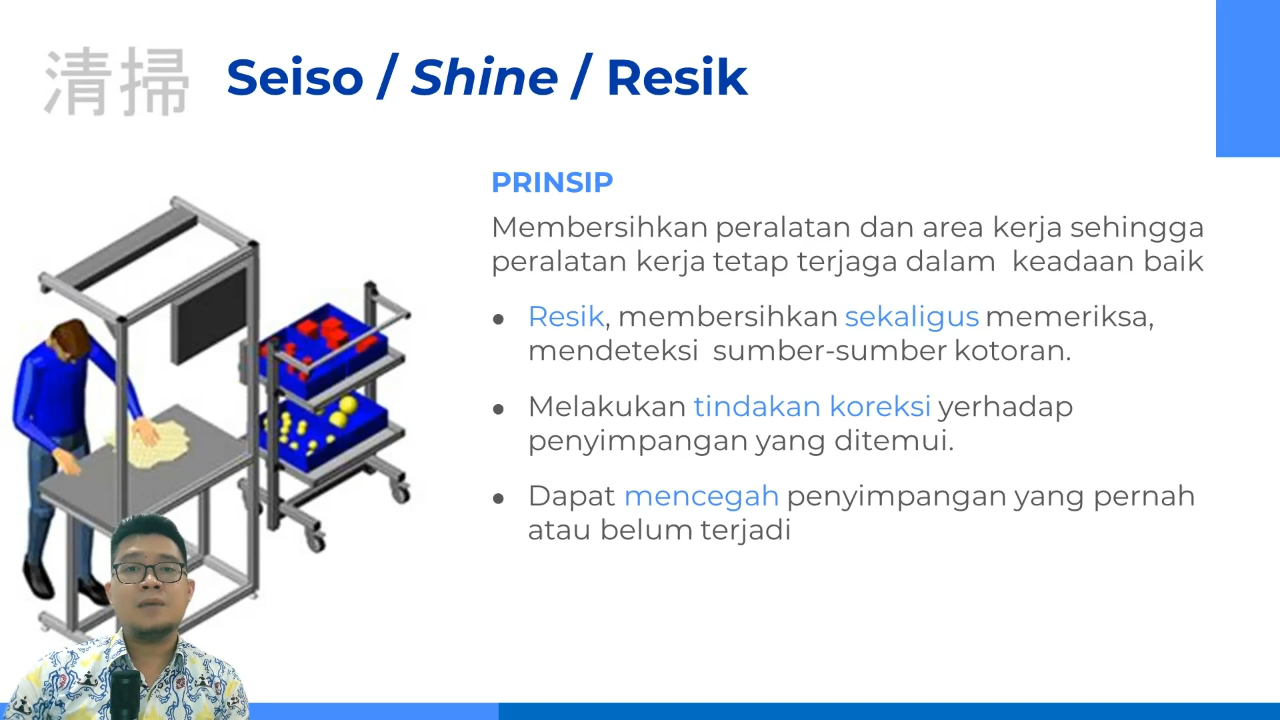 清掃 Seiso / Shine / Resik
PRINSIP
Membersihkan peralatan dan area kerja sehingga
peralatan kerja tetap terjaga dalam keadaan baik
• Resik, membersihkan sekaligus memeriksa,
mendeteksi sumber-sumber kotoran.
• Melakukan tindakan koreksi yerhadap
penyimpangan yang ditemui.
• Dapat mencegah penyimpangan yang pernah
atau belum terjadi